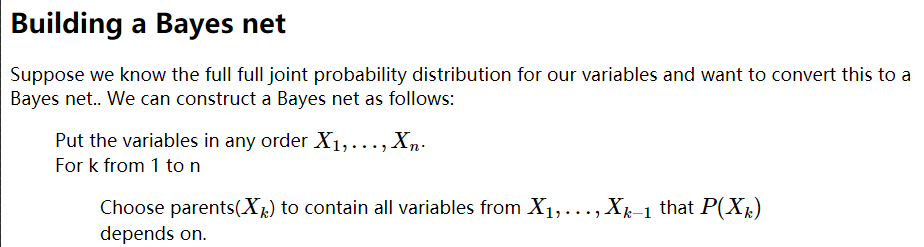 Building a Bayes net
Suppose we know the full full joint probability distribution for our variables and want to convert this to a
Bayes net.. We can construct a Bayes net as follows:
Put the variables in any order X₁, . . . , Xₙ.
For k from 1 to n
Choose parents(Xₖ) to contain all variables from X₁, . . . , Xₖ₋₁ that P(Xₖ)
depends on.